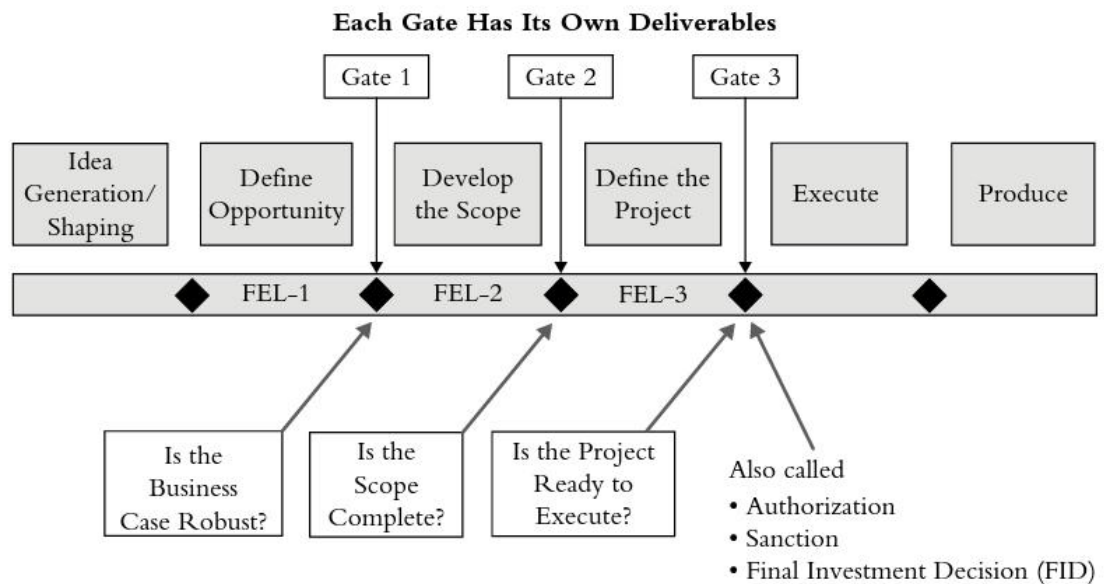 Each Gate Has Its Own Deliverables
Gate 1
Gate 2
Gate 3
Idea
Generation/
Shaping
Define
Opportunity
Develop
the Scope
Define the
Project
Execute
Produce
FEL-1
FEL-2
FEL-3
Is the
Business
Case Robust?
Is the
Scope
Complete?
Is the Project
Ready to
Execute?
Also called
• Authorization
• Sanction
• Final Investment Decision (FID)